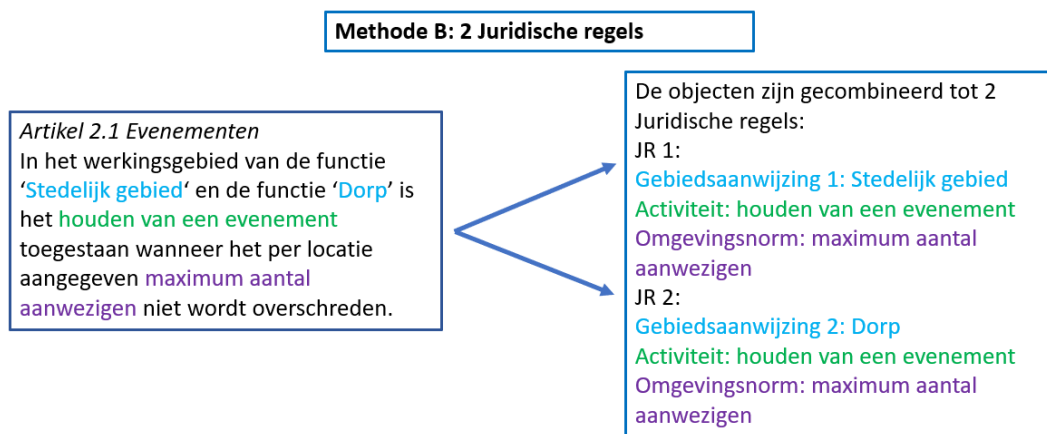 Methode B: 2 Juridische regels
Artikel 2.1 Evenementen
In het werkingsgebied van de functie
‘Stedelijk gebied‘ en de functie ‘Dorp’ is
het houden van een evenement
toegestaan wanneer het per locatie
aangegeven maximum aantal
aanwezigen niet wordt overschreden.
De objecten zijn gecombineerd tot 2
Juridische regels:
JR 1:
Gebiedsaanwijzing 1: Stedelijk gebied
Activiteit: houden van een evenement
Omgevingsnorm: maximum aantal
aanwezigen
JR 2:
Gebiedsaanwijzing 2: Dorp
Activiteit: houden van een evenement
Omgevingsnorm: maximum aantal
aanwezigen